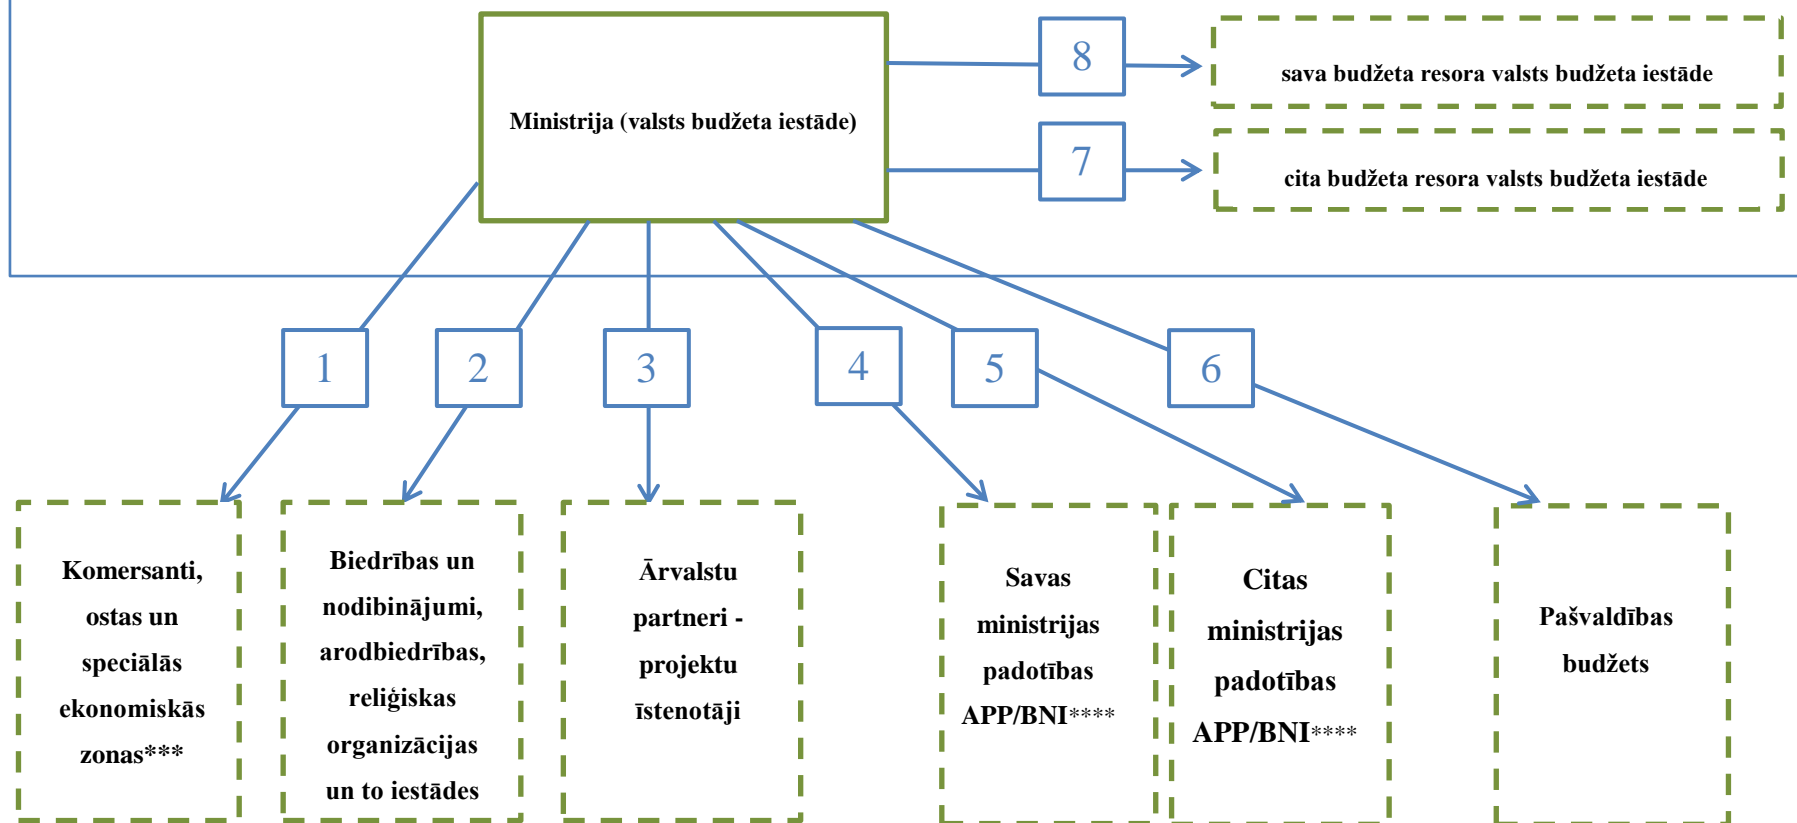 Ministrija (valsts budžeta iestāde)
8
sava budžeta resora valsts budžeta iestāde
7
cita budžeta resora valsts budžeta iestāde
1
2
3
4
5
6
Komersanti,
ostas un
speciālās
ekonomiskās
zonas***
Biedrības un
nodibinājumi,
arodbiedrības,
reliģiskas
organizācijas
un to iestādes
Ārvalstu
partneri -
projektu
īstenotāji
Savas
ministrijas
padotības
APP/BNI****
Citas
ministrijas
padotības
APP/BNI****
Pašvaldības
budžets